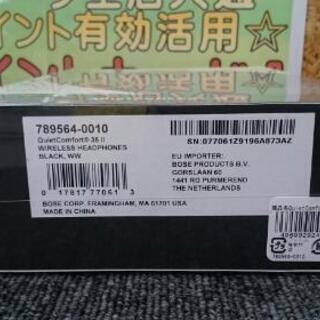 ント有効活用☆
789564-0010
QuietComfort® 35 II
WIRELESS HEADPHONES
BLACK, WW
0 17817 77061 3
BOSE CORP. FRAMINGHAM, MA 01701 USA
MADE IN CHINA
SN:077061Z9196A873AZ
EU IMPORTER:
BOSE PRODUCTS B.V.
GORSLAAN 60
1441 RG PURMEREND
THE NETHERLANDS
789564-0010